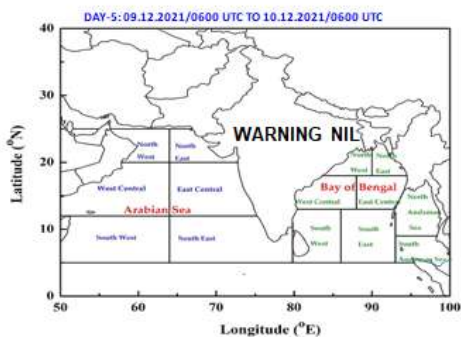 DAY-5: 09.12.2021/0600 UTC TO 10.12.2021/0600 UTC
40
30
20
10
0
Latitude (°N)
WARNING NIL
North
West
North
East
North
West
North
East
West Central
East Central
Bay of Bengal
West Central
East Central
Arabian Sea
North
Andaman
Sea
South West
South East
South
West
South
East
South
Andaman Sea
50
60
70
80
90
100
Longitude (°E)